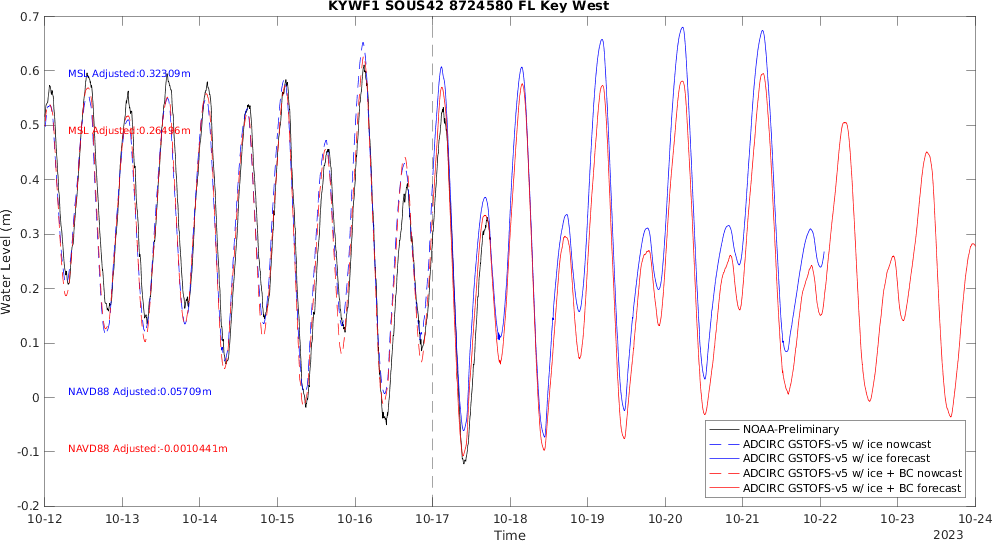 KYWF1 SOUS42 8724580 FL Key West
0.7
0.6
0.5
0.4
0.3
0.2
0.1
0
-0.1
-0.2
Water Level (m)
MSL Adjusted:0.32309m
MSL Adjusted:0.26496m
NAVD88 Adjusted:0.05709m
NAVD88 Adjusted:-0.0010441m
NOAA-Preliminary
ADCIRC GSTOFS-v5 w/ ice nowcast
ADCIRC GSTOFS-v5 w/ ice forecast
ADCIRC GSTOFS-v5 w/ ice + BC nowcast
ADCIRC GSTOFS-v5 w/ ice + BC forecast
10-12 10-13 10-14 10-15 10-16 10-17 10-18 10-19 10-20 10-21 10-22 10-23 10-24
Time
2023